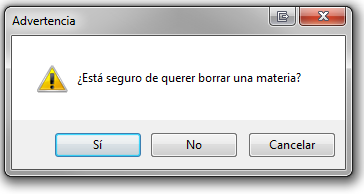 Advertencia
¿Está seguro de querer borrar una materia?
Sí
No
Cancelar